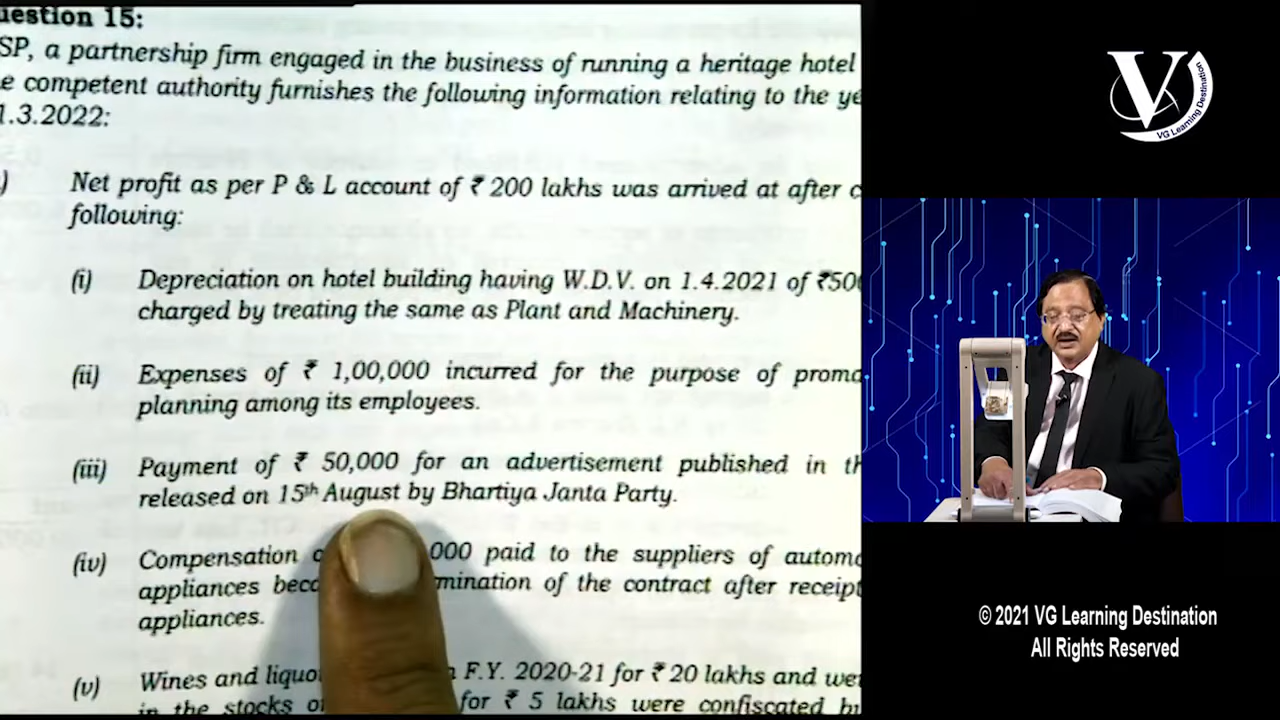 uestion 15:
SP, a partnership firm engaged in the business of running a heritage hotel
e competent authority furnishes the following information relating to the ye
1.3.2022:
) Net profit as per P & L account of ₹ 200 lakhs was arrived at after c
following:
(i) Depreciation on hotel building having W.D.V. on 1.4.2021 of ₹50
charged by treating the same as Plant and Machinery.
(ii) Expenses of ₹ 1,00,000 incurred for the purpose of promo
planning among its employees.
(iii) Payment of ₹ 50,000 for an advertisement published in th
released on 15th August by Bhartiya Janta Party.
(iv) Compensation 000 paid to the suppliers of automo
appliances mination of the contract after receipt
appliances.
(v) Wines and F.Y. 2020-21 for ₹ 20 lakhs and
in the stocks for ₹ 5 lakhs were confiscated
V
VG Learning Destination
© 2021 VG Learning Destination
All Rights Reserved